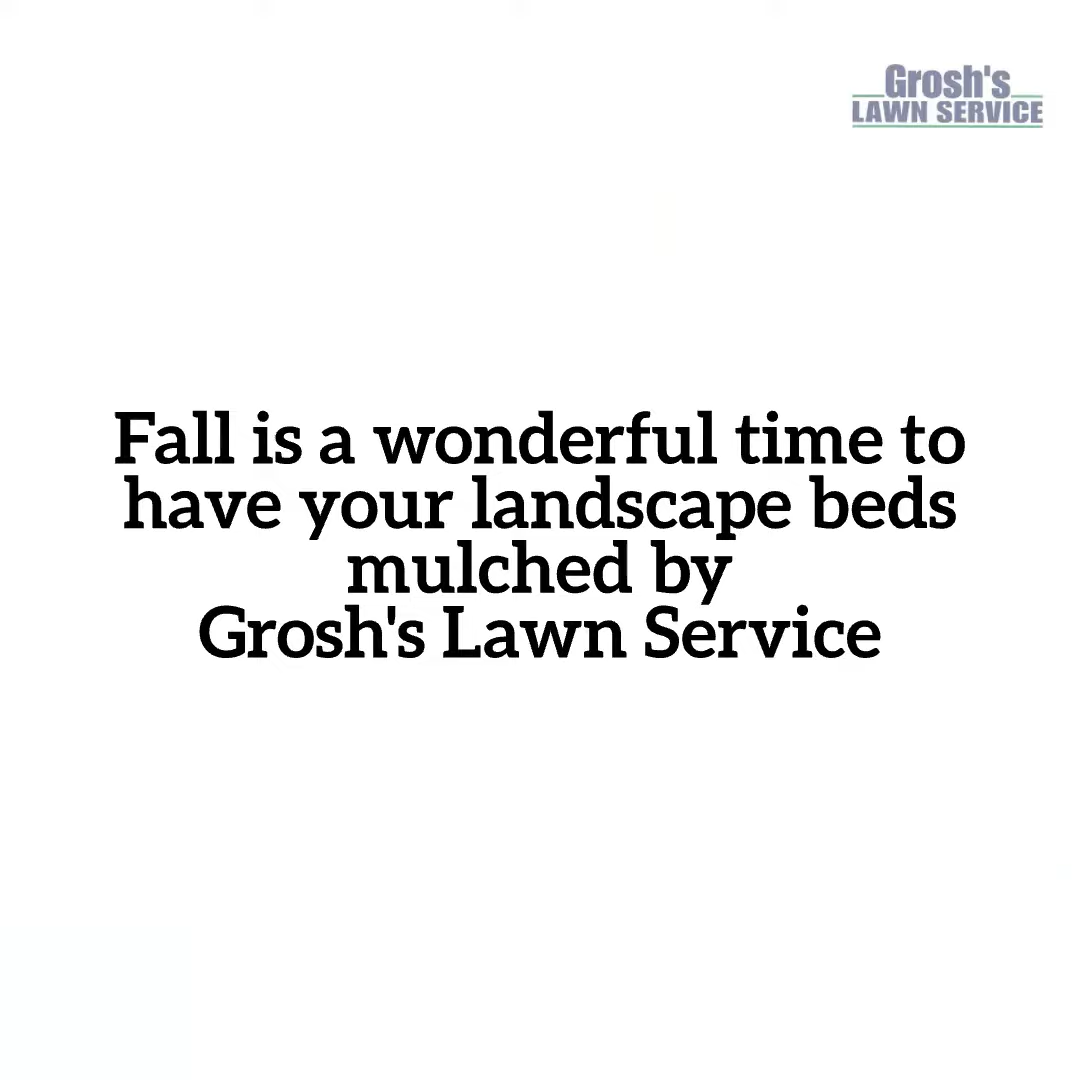 Grosh's
LAWN SERVICE
Fall is a wonderful time to
have your landscape beds
mulched by
Grosh's Lawn Service